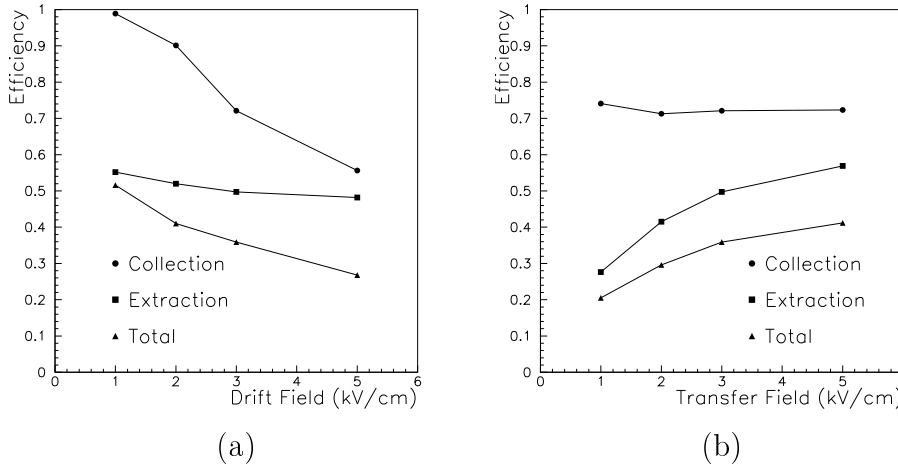 Efficiency
1
0.9
0.8
0.7
0.6
0.5
0.4
0.3
0.2
0.1
0
Collection
Extraction
Total
0 1 2 3 4 5 6
Drift Field (kV/cm)
(a)
Efficiency
1
0.9
0.8
0.7
0.6
0.5
0.4
0.3
0.2
0.1
0
Collection
Extraction
Total
0 1 2 3 4 5
Transfer Field (kV/cm)
(b)